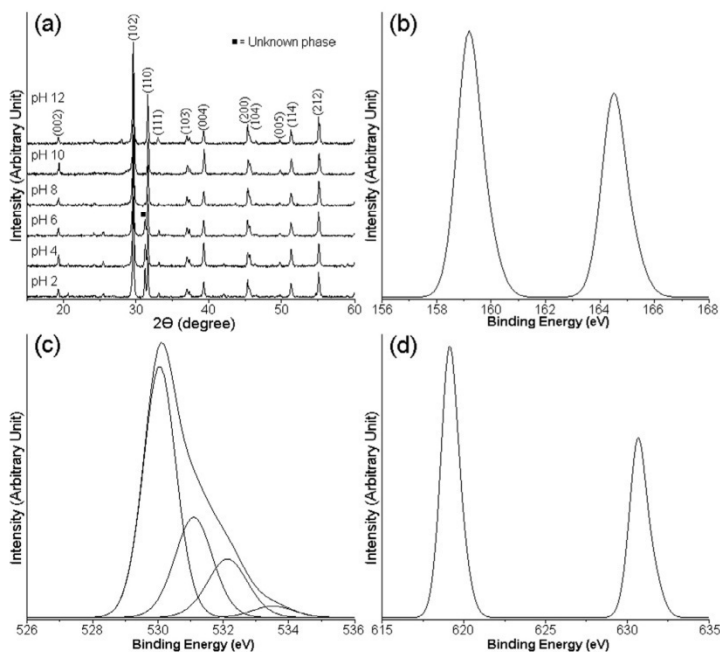 (a)
■ = Unknown phase
(002)
(102)
(110)
(111)
(103)
(004)
(200)
(104)
(005)
(114)
(212)
pH 12
pH 10
pH 8
pH 6
pH 4
pH 2
Intensity (Arbitrary Unit)
20 30 40 50 60
2Θ (degree)
(b)
Intensity (Arbitrary Unit)
156 158 160 162 164 166 168
Binding Energy (eV)
(c)
Intensity (Arbitrary Unit)
526 528 530 532 534 536
Binding Energy (eV)
(d)
Intensity (Arbitrary Unit)
615 620 625 630 635
Binding Energy (eV)